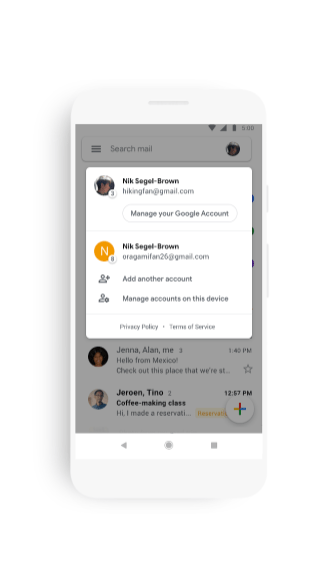 5:00
Search mail
Nik Segel-Brown
hikingfan@gmail.com
Manage your Google Account
N
Nik Segel-Brown
oragamifan26@gmail.com
Add another account
Manage accounts on this device
Privacy Policy • Terms of Service
Jenna, Alan, me 3 1:40 PM
Hello from Mexico!
Check out this place that we're st...
Jeroen, Tino 2 12:57 PM
Coffee-making class
Hi, I made a reservati...